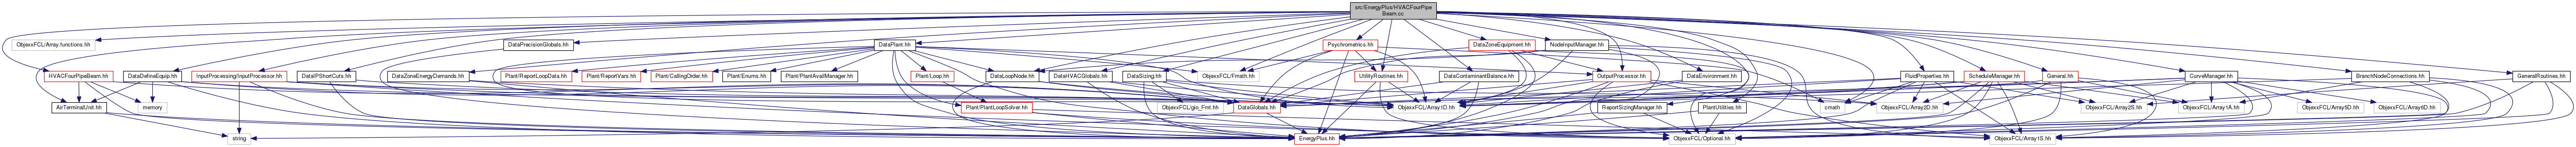 src/EnergyPlus/HVACFourPipe
Beam.cc
ObjexxFCL/Array.functions.hh
DataPrecisionGlobals.hh
DataPlant.hh
Psychrometrics.hh
DataZoneEquipment.hh
NodeInputManager.hh
HVACFourPipeBeam.hh
DataDefineEquip.hh
InputProcessing/InputProcessor.hh
DataIPShortCuts.hh
DataZoneEnergyDemands.hh
Plant/ReportLoopData.hh
Plant/ReportVars.hh
Plant/CallingOrder.hh
Plant/Enums.hh
Plant/PlantAvailManager.hh
Plant/Loop.hh
DataLoopNode.hh
DataHVACGlobals.hh
DataSizing.hh
ObjexxFCL/Fmath.hh
UtilityRoutines.hh
DataContaminantBalance.hh
OutputProcessor.hh
DataEnvironment.hh
FluidProperties.hh
ScheduleManager.hh
General.hh
CurveManager.hh
BranchNodeConnections.hh
GeneralRoutines.hh
AirTerminalUnit.hh
memory
Plant/PlantLoopSolver.hh
ObjexxFCL/gio_Fmt.hh
DataGlobals.hh
ObjexxFCL/Array1D.hh
ReportSizingManager.hh
PlantUtilities.hh
cmath
ObjexxFCL/Array2D.hh
ObjexxFCL/Array2S.hh
ObjexxFCL/Array1A.hh
ObjexxFCL/Array5D.hh
ObjexxFCL/Array6D.hh
string
EnergyPlus.hh
ObjexxFCL/Optional.hh
ObjexxFCL/Array1S.hh